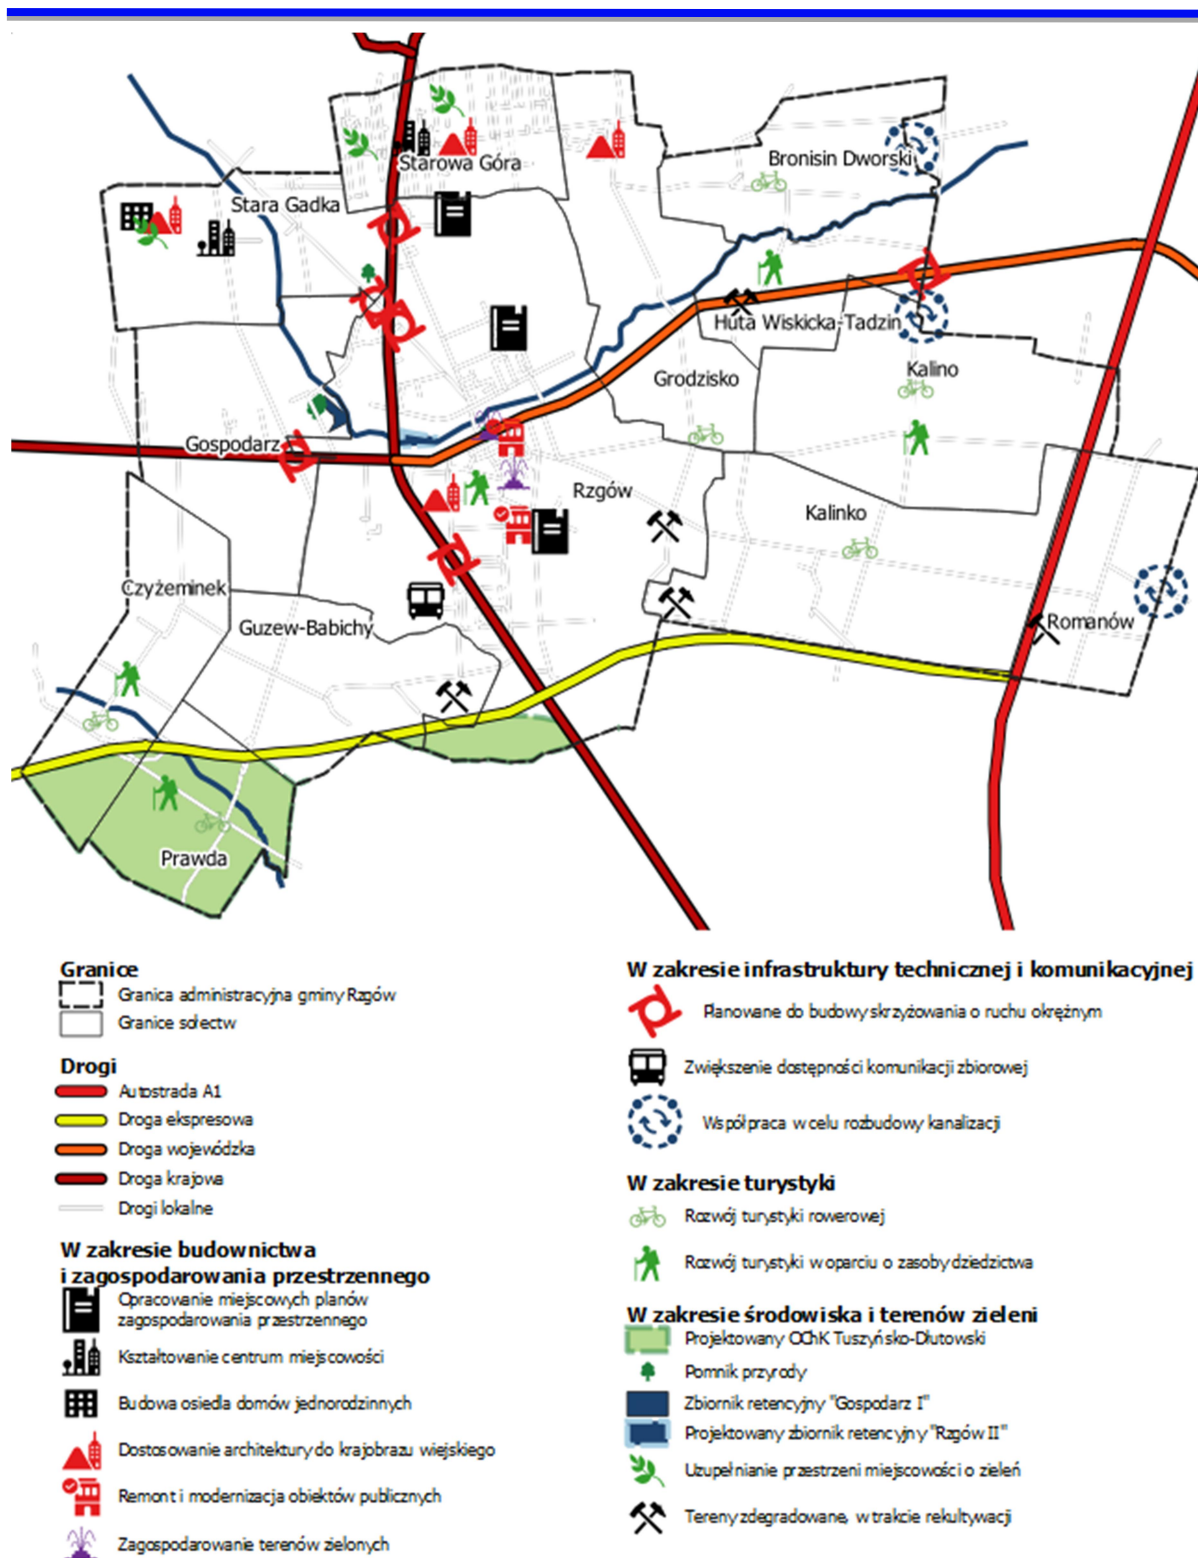 Starowa Góra
Bronisin Dworski
Stara Gadka
Huta Wiskicka-Tadzin
Kalino
Grodzisko
Gospodarz
Rzgów
Kalinko
Czyżeminek
Guzew-Babichy
Romanów
Prawda
Granice
Granica administracyjna gminy Rzgów
Granice sołectw
Drogi
Autostrada A1
Droga ekspresowa
Droga wojewódzka
Droga krajowa
Drogi lokalne
W zakresie budownictwa
i zagospodarowania przestrzennego
Opracowanie miejscowych planów
zagospodarowania przestrzennego
Kształtowanie centrum miejscowości
Budowa osiedla domów jednorodzinnych
Dostosowanie architektury do krajobrazu wiejskiego
Remont i modernizacja obiektów publicznych
Zagospodarowanie terenów zielonych
W zakresie infrastruktury technicznej i komunikacyjnej
Planowane do budowy skrzyżowania o ruchu okrężnym
Zwiększenie dostępności komunikacji zbiorowej
Współpraca w celu rozbudowy kanalizacji
W zakresie turystyki
Rozwój turystyki rowerowej
Rozwój turystyki w oparciu o zasoby dziedzictwa
W zakresie środowiska i terenów zieleni
Projektowany OChK Tuszyńsko-Dłutowski
Pomnik przyrody
Zbiornik retencyjny "Gospodarz I"
Projektowany zbiornik retencyjny "Rzgów II"
Uzupełnianie przestrzeni miejscowości o zieleń
Tereny zdegradowane, w trakcie rekultywacji